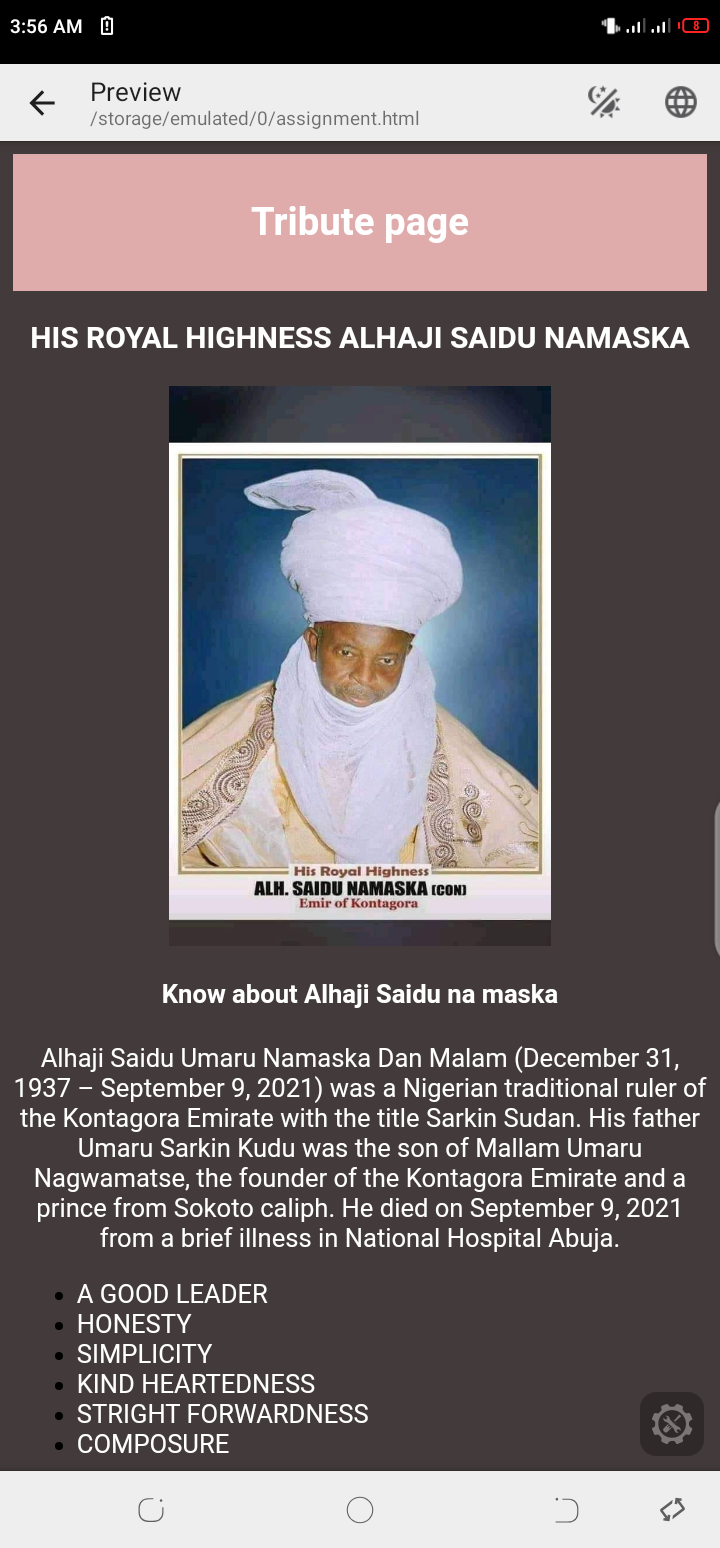 3:56 AM
8
Preview
/storage/emulated/0/assignment.html
Tribute page
HIS ROYAL HIGHNESS ALHAJI SAIDU NAMASKA
His Royal Highness
ALH. SAIDU NAMASKA (CON)
Emir of Kontagora
Know about Alhaji Saidu na maska
Alhaji Saidu Umaru Namaska Dan Malam (December 31,
1937 – September 9, 2021) was a Nigerian traditional ruler of
the Kontagora Emirate with the title Sarkin Sudan. His father
Umaru Sarkin Kudu was the son of Mallam Umaru
Nagwamatse, the founder of the Kontagora Emirate and a
prince from Sokoto caliph. He died on September 9, 2021
from a brief illness in National Hospital Abuja.
• A GOOD LEADER
• HONESTY
• SIMPLICITY
• KIND HEARTEDNESS
• STRIGHT FORWARDNESS
• COMPOSURE